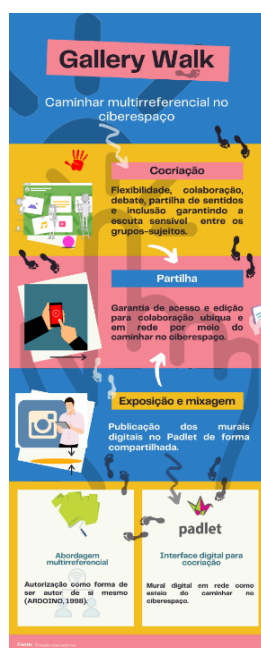 Gallery Walk
Caminhar multirreferencial no
ciberespaço
Cocriação
Flexibilidade, colaboração,
debate, partilha de sentidos
e inclusão garantindo a
escuta sensível entre os
grupos-sujeitos.
Partilha
Garantia de acesso e edição
para colaboração ubíqua e
em rede por meio do
caminhar no ciberespaço.
Exposição e mixagem
Publicação dos murais
digitais no Padlet de forma
compartilhada.
Abordagem
multirreferencial
Autorização como forma de
ser autor de si mesmo
(ARDOINO, 1998).
padlet
Interface digital para
cocriação
Mural digital em rede como
esteio do caminhar no
ciberespaço.
Fonte: